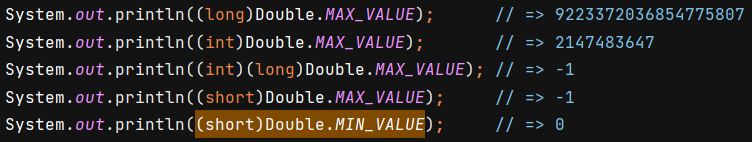 System.out.println((long)Double.MAX_VALUE); // => 9223372036854775807
System.out.println((int)Double.MAX_VALUE); // => 2147483647
System.out.println((int)(long)Double.MAX_VALUE); // => -1
System.out.println((short)Double.MAX_VALUE); // => -1
System.out.println((short)Double.MIN_VALUE); // => 0